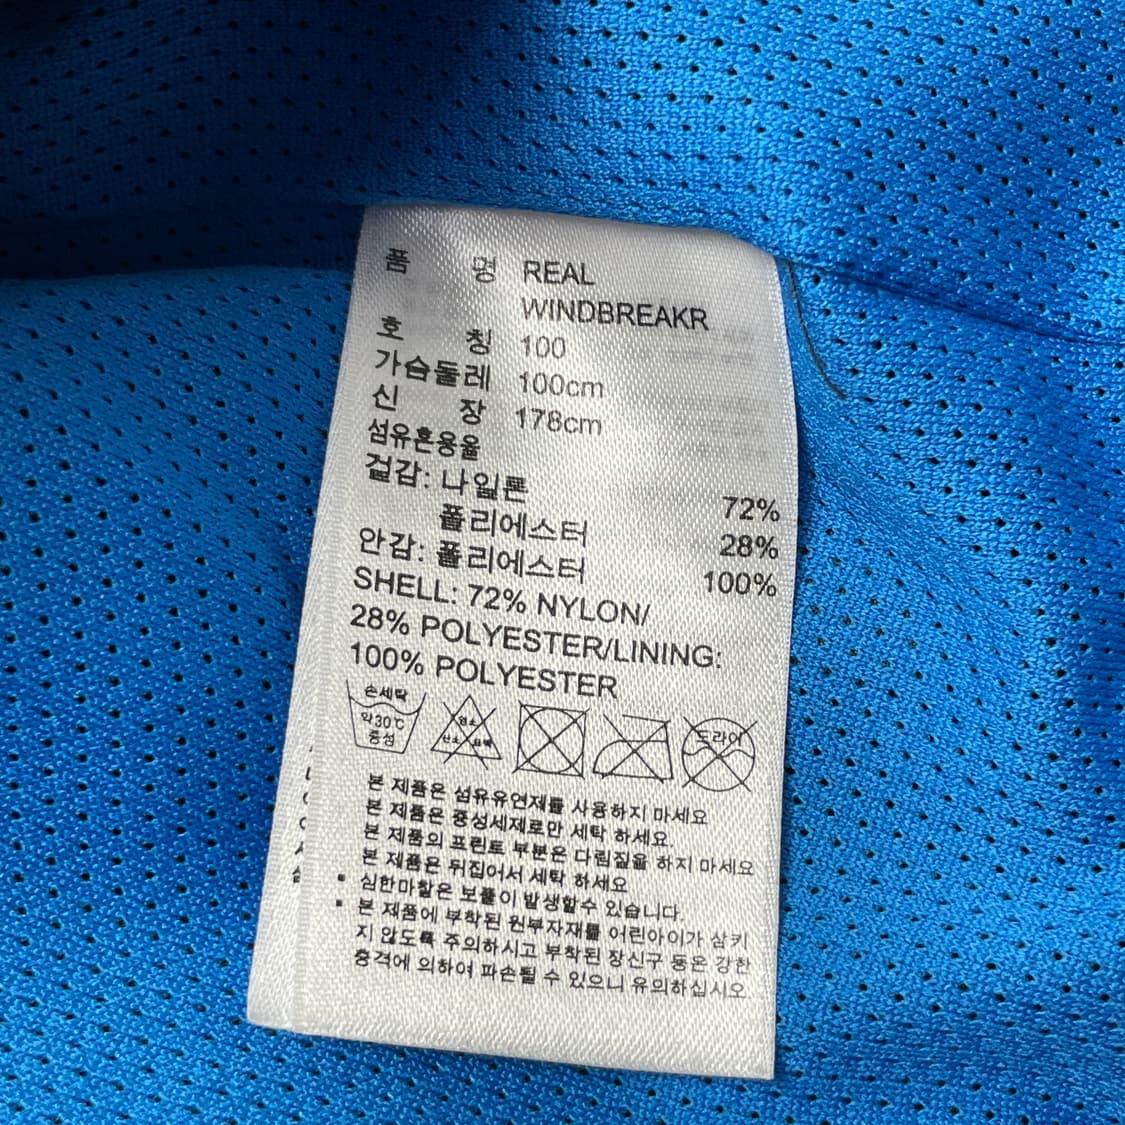 품 명 REAL
WINDBREAKR
호 칭 100
가슴둘레 100cm
신 장 178cm
섬유혼용율
겉감: 나일론 72%
폴리에스터 28%
안감: 폴리에스터 100%
SHELL: 72% NYLON/
28% POLYESTER/LINING:
100% POLYESTER
손세탁
약30℃
중성
염소
산소 표백
드라이
본 제품은 섬유유연제를 사용하지 마세요
본 제품은 중성세제로만 세탁 하세요.
본 제품의 프린트 부분은 다림질을 하지 마세요
본 제품은 뒤집어서 세탁 하세요
* 심한마찰은 보풀이 발생할수 있습니다.
* 본 제품에 부착된 원부자재를 어린아이가 삼키
지 않도록 주의하시고 부착된 장신구 등은 강한
충격에 의하여 파손될 수 있으니 유의하십시오.